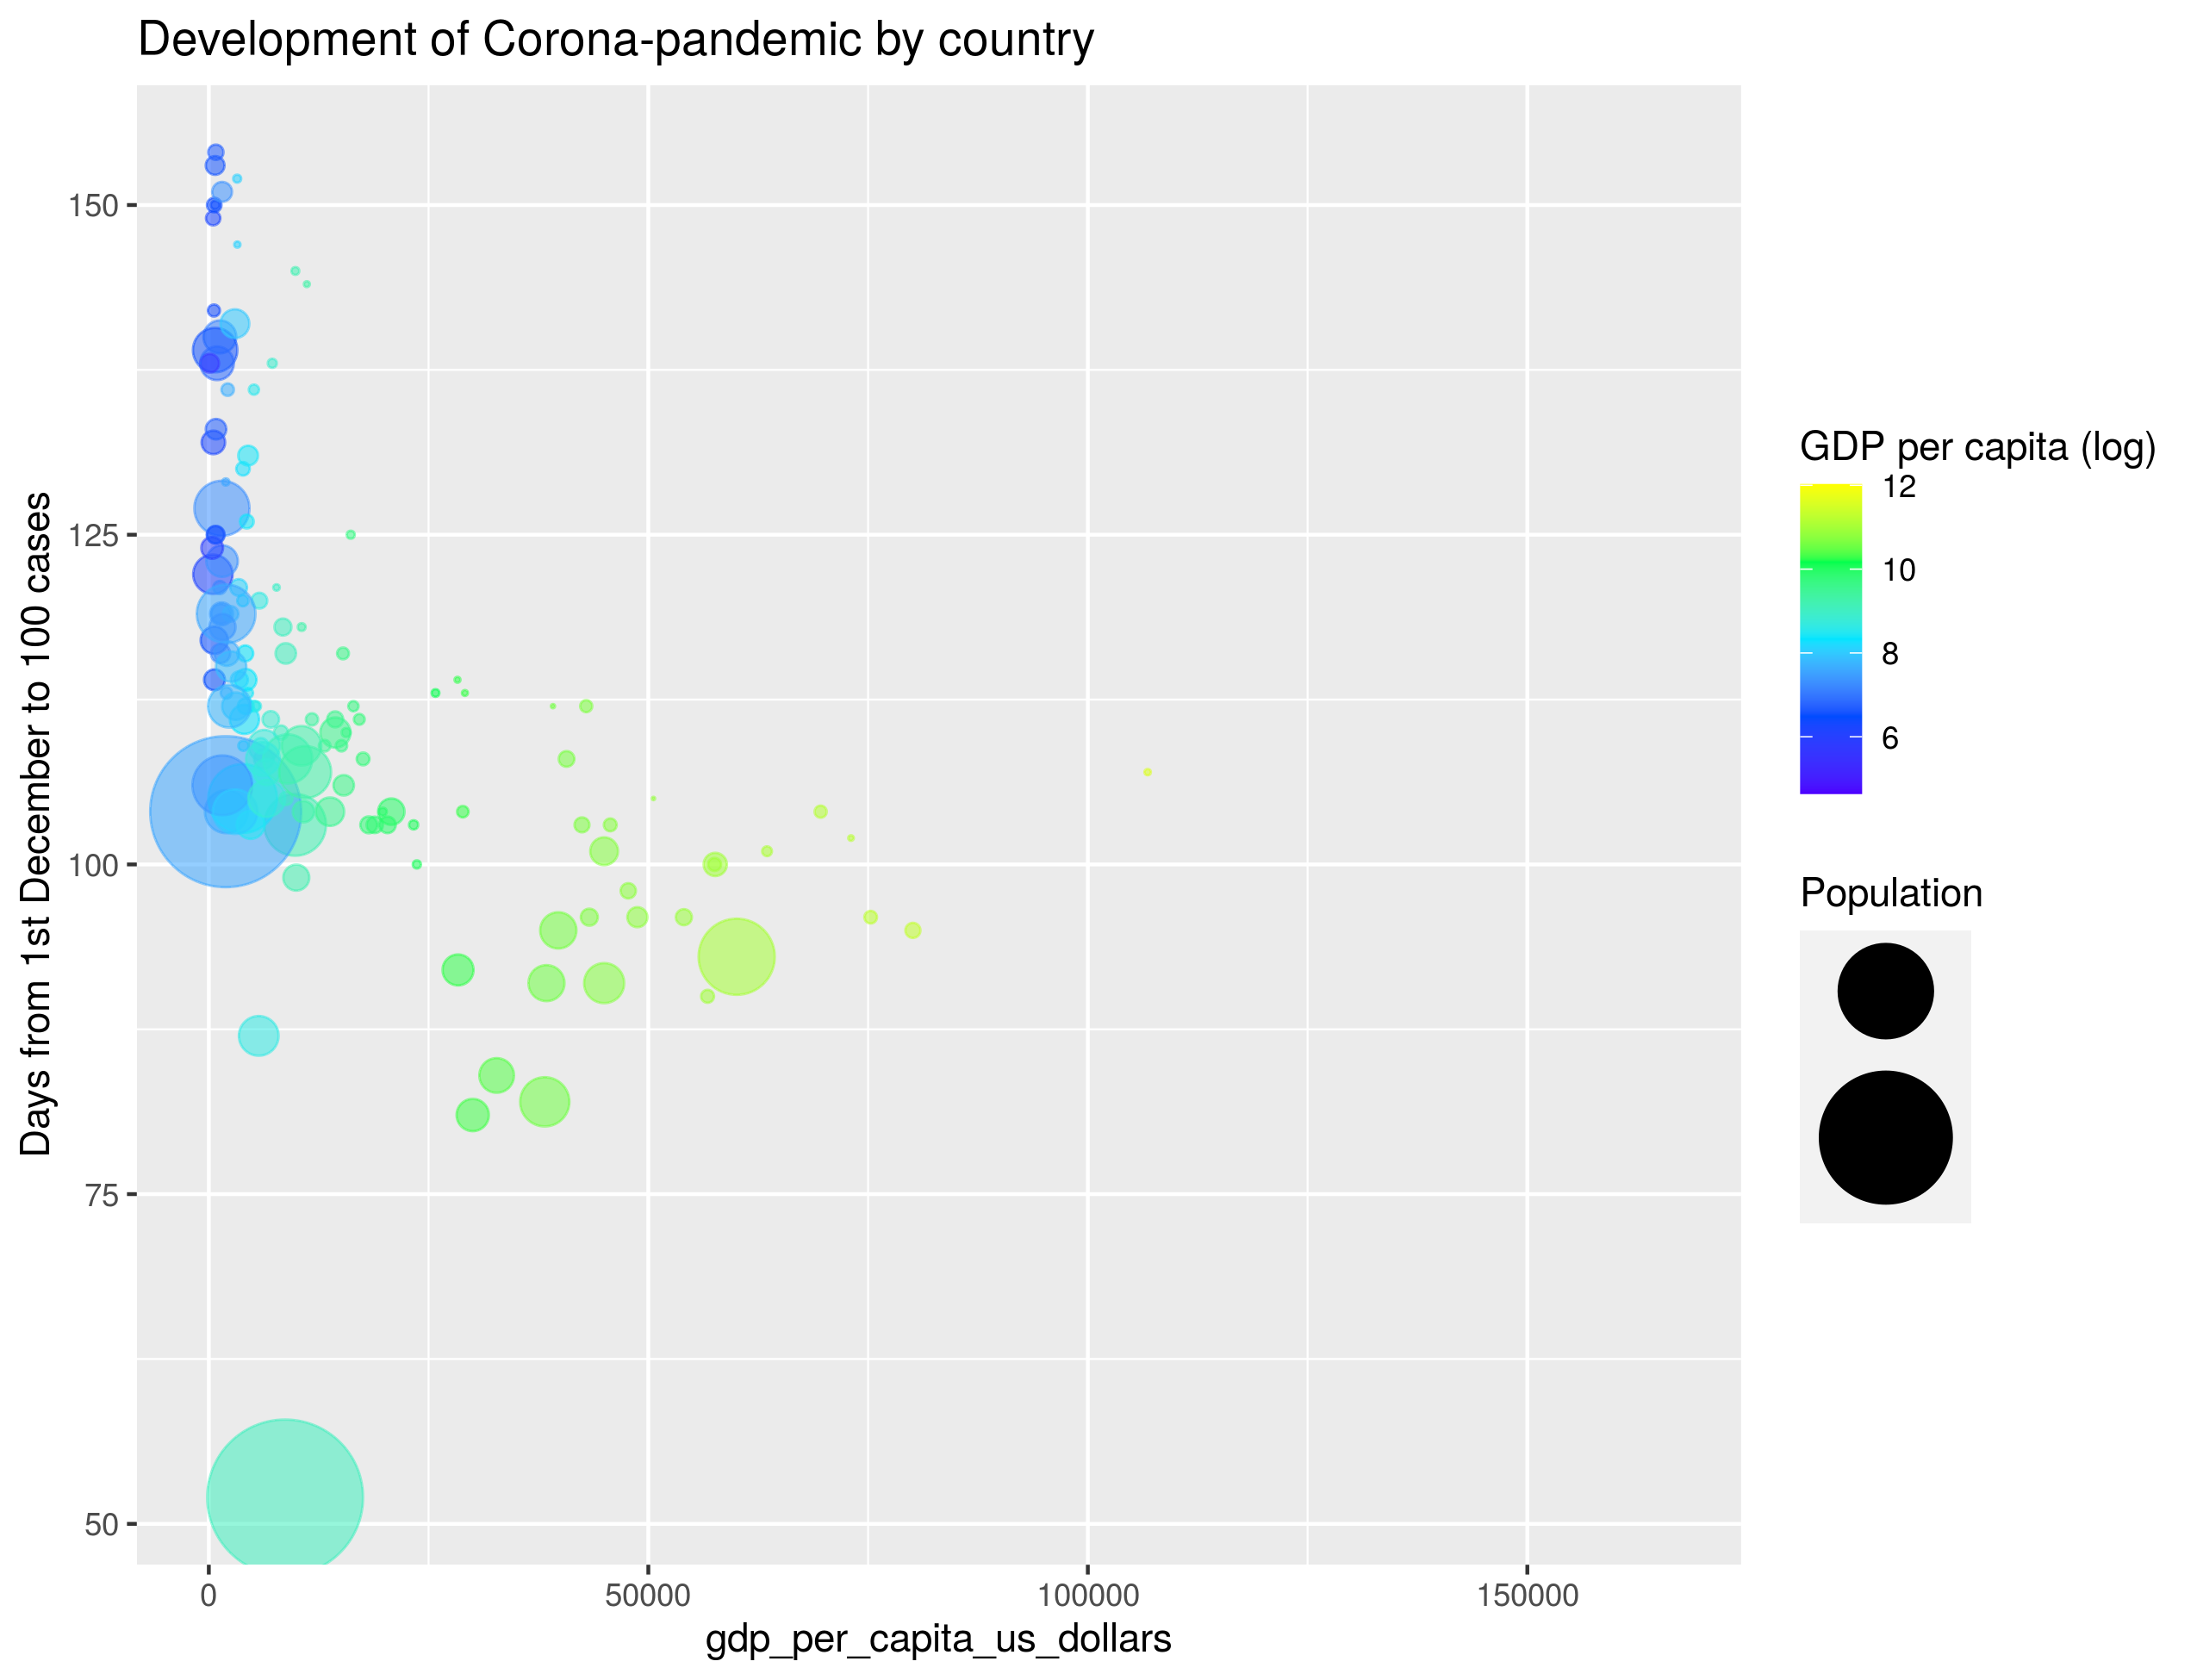 Development of Corona-pandemic by country
Days from 1st December to 100 cases
150
125
100
75
50
0
50000
100000
150000
gdp_per_capita_us_dollars
GDP per capita (log)
12
10
8
6
Population